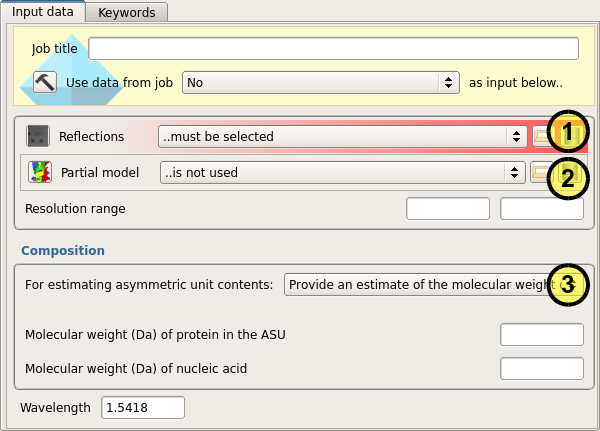 Input data
Keywords
Job title
Use data from job No as input below..
Reflections ..must be selected 1
Partial model ..is not used 2
Resolution range
Composition
For estimating asymmetric unit contents: Provide an estimate of the molecular weight 3
Molecular weight (Da) of protein in the ASU
Molecular weight (Da) of nucleic acid
Wavelength 1.5418